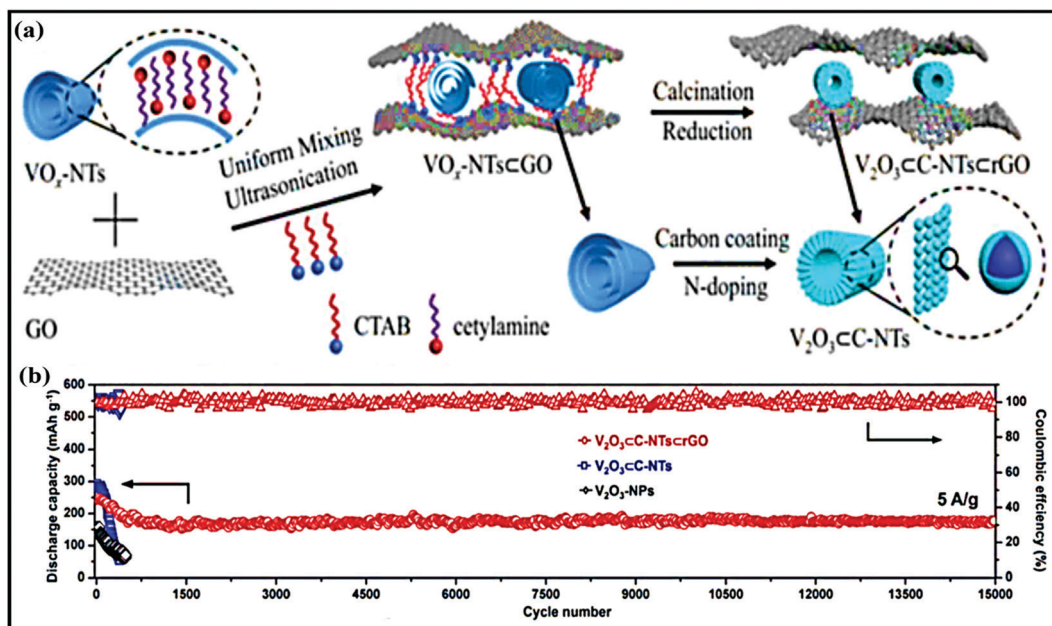 (a)
VOₓ-NTs
GO
Uniform Mixing
Ultrasonication
CTAB
cetylamine
VOₓ-NTs⊂GO
Calcination
Reduction
V₂O₃⊂C-NTs⊂rGO
Carbon coating
N-doping
V₂O₃⊂C-NTs
(b)
Discharge capacity (mAh g⁻¹)
600
500
400
300
200
100
0
V₂O₃⊂C-NTs⊂rGO
V₂O₃⊂C-NTs
V₂O₃-NPs
5 A/g
100
80
60
40
20
0
Coulombic effciency (%)
0 1500 3000 4500 6000 7500 9000 10500 12000 13500 15000
Cycle number